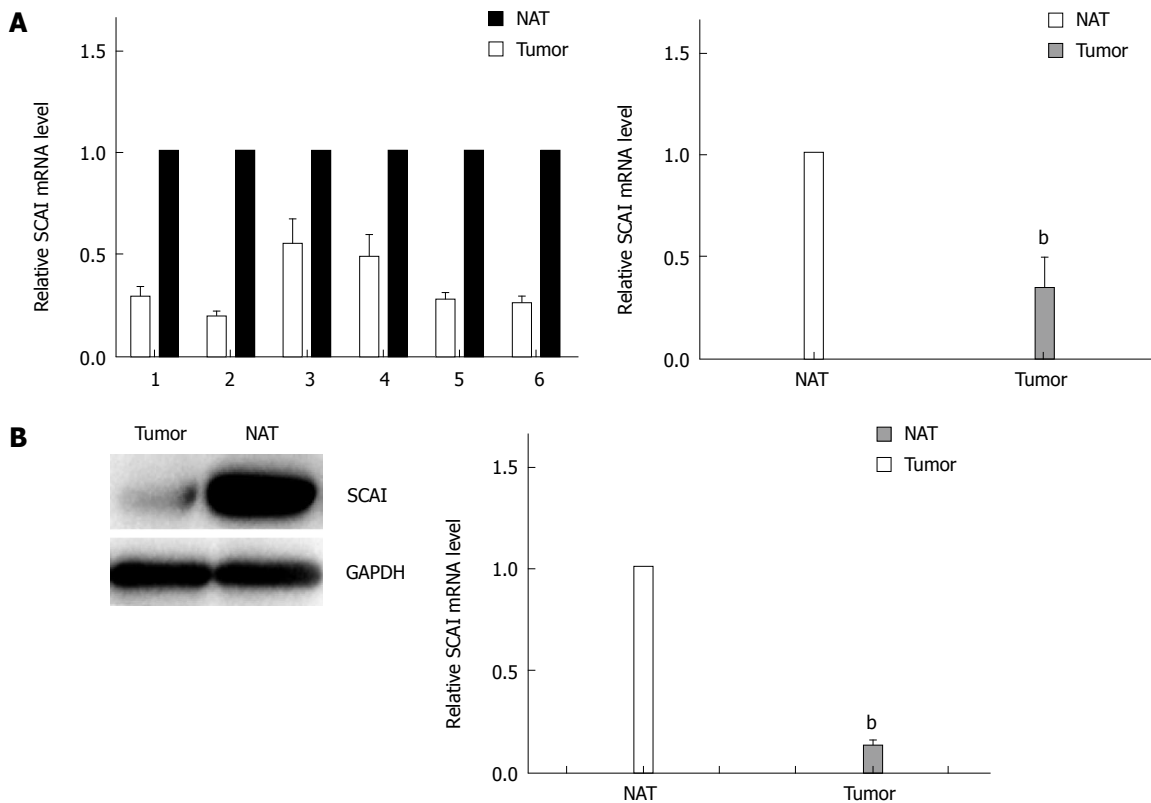 A
Relative SCAI mRNA level
1.5
1.0
0.5
0.0
NAT
Tumor
1 2 3 4 5 6
Relative SCAI mRNA level
1.5
1.0
0.5
0.0
NAT
Tumor
b
NAT Tumor
B
Tumor NAT
SCAI
GAPDH
Relative SCAI mRNA level
1.5
1.0
0.5
0.0
NAT
Tumor
b
NAT Tumor